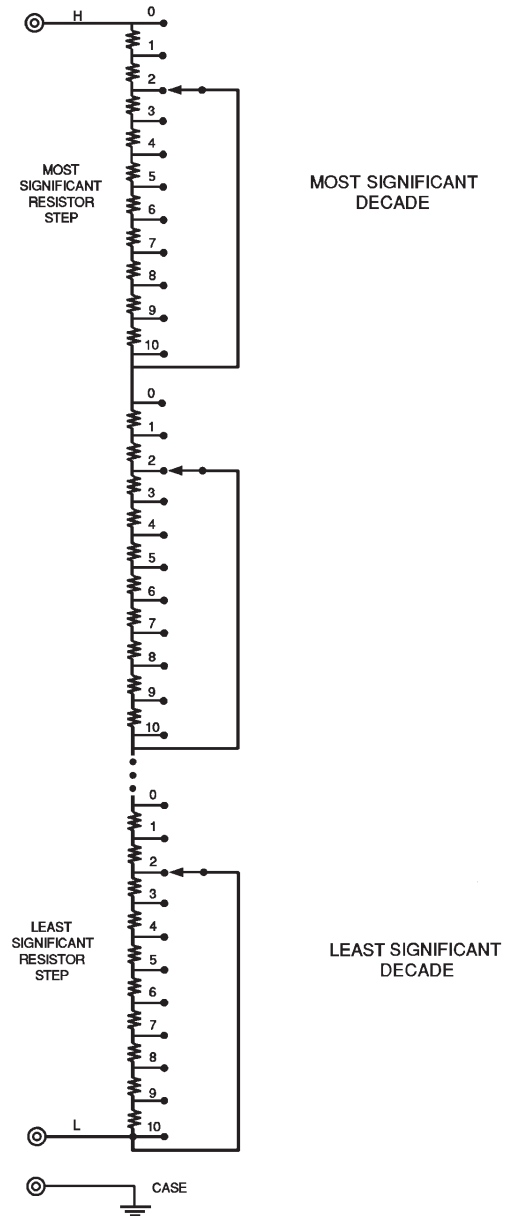 H
0
1
2
3
4
5
6
7
8
9
10
MOST
SIGNIFICANT
RESISTOR
STEP
MOST SIGNIFICANT
DECADE
0
1
2
3
4
5
6
7
8
9
10
0
1
2
3
4
5
6
7
8
9
10
LEAST
SIGNIFICANT
RESISTOR
STEP
LEAST SIGNIFICANT
DECADE
L
CASE